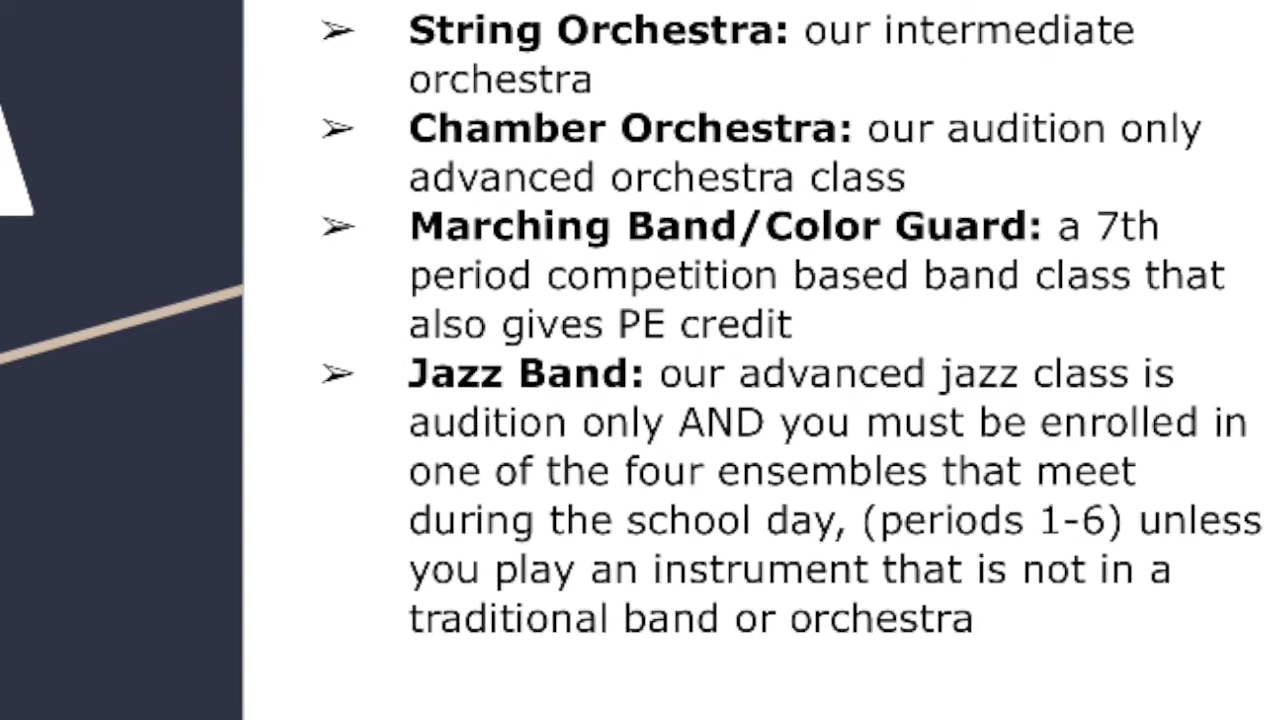 ➢ String Orchestra: our intermediate
orchestra
➢ Chamber Orchestra: our audition only
advanced orchestra class
➢ Marching Band/Color Guard: a 7th
period competition based band class that
also gives PE credit
➢ Jazz Band: our advanced jazz class is
audition only AND you must be enrolled in
one of the four ensembles that meet
during the school day, (periods 1-6) unless
you play an instrument that is not in a
traditional band or orchestra